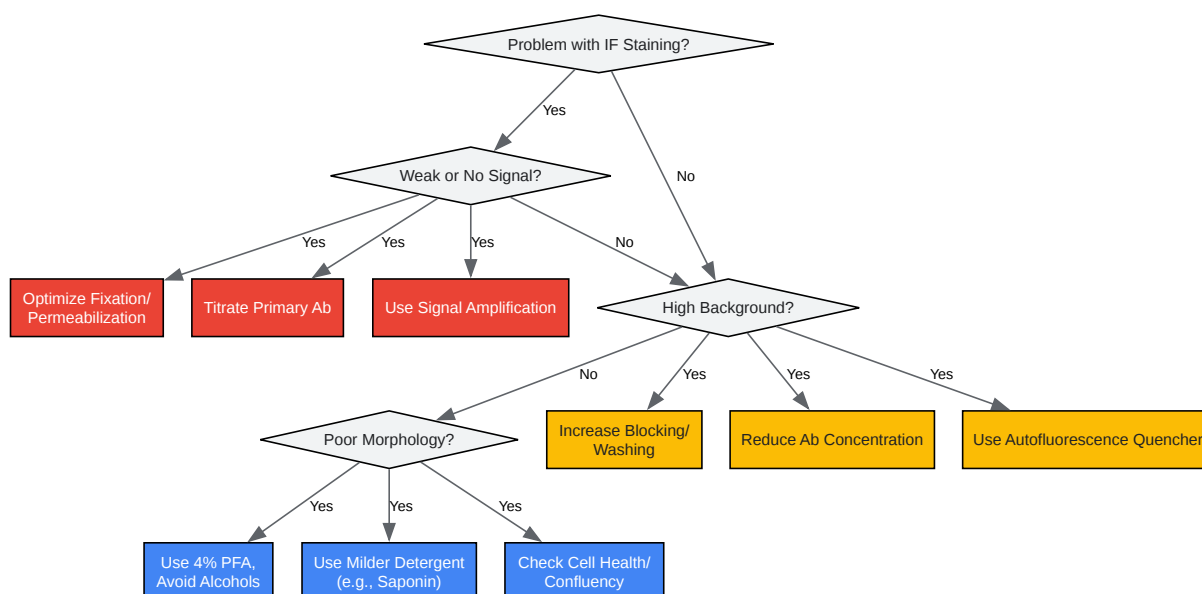 Problem with IF Staining?
Yes
Weak or No Signal?
No
Yes
Yes
Yes
No
Optimize Fixation/
Permeabilization
Titrate Primary Ab
Use Signal Amplification
High Background?
No
Yes
Yes
Yes
Poor Morphology?
Increase Blocking/
Washing
Reduce Ab Concentration
Use Autofluorescence Quencher
Yes
Yes
Yes
Use 4% PFA,
Avoid Alcohols
Use Milder Detergent
(e.g., Saponin)
Check Cell Health/
Confluency